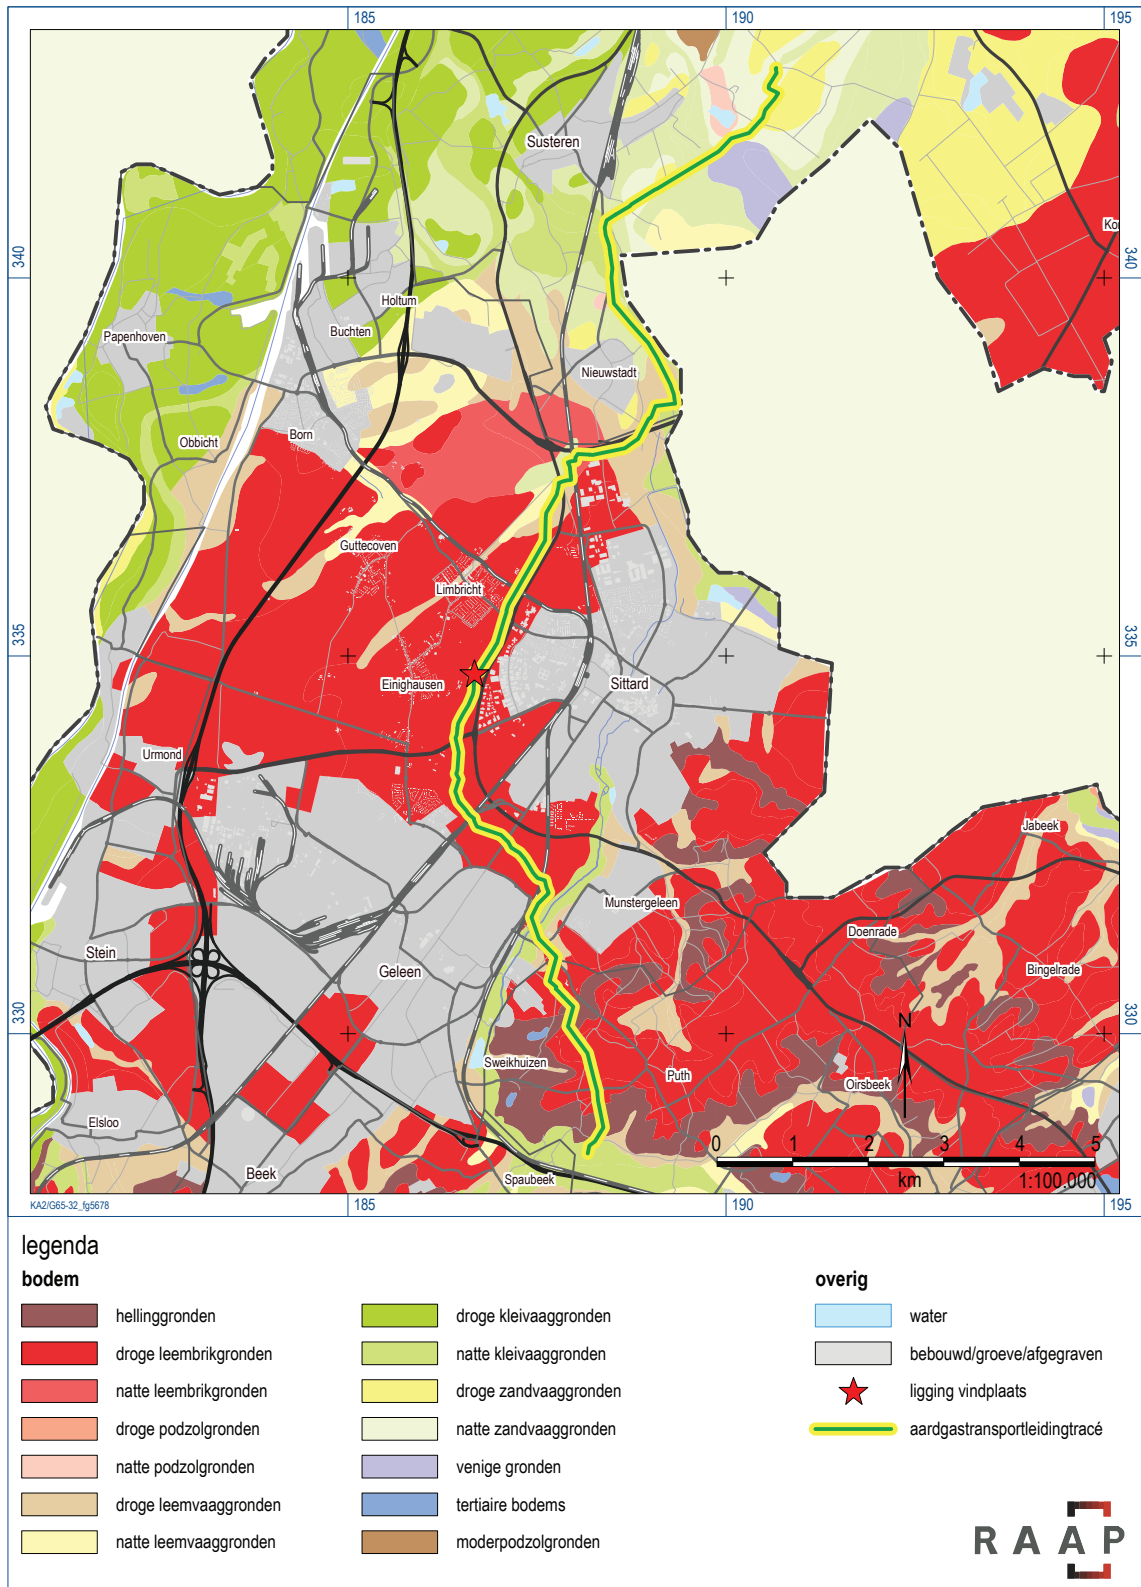 185
190
195
Susteren
340
340
Kon
Holtum
Papenhoven
Buchten
Nieuwstadt
Obbicht
Born
Guttecoven
Limbricht
335
335
Einighausen
Sittard
Urmond
Jabeek
Munstergeleen
Doenrade
Stein
Geleen
Bingelrade
330
330
N
Sweikhuizen
Puth
Oirsbeek
Elsloo
0 1 2 3 4 5
km 1:100.000
Beek
Spaubeek
KA2/G65-32_fg5678
185
190
195
legenda
bodem
hellinggronden
droge leembrikgronden
natte leembrikgronden
droge podzolgronden
natte podzolgronden
droge leemvaaggronden
natte leemvaaggronden
droge kleivaaggronden
natte kleivaaggronden
droge zandvaaggronden
natte zandvaaggronden
venige gronden
tertiaire bodems
moderpodzolgronden
overig
water
bebouwd/groeve/afgegraven
ligging vindplaats
aardgastransportleidingtracé
RAAP